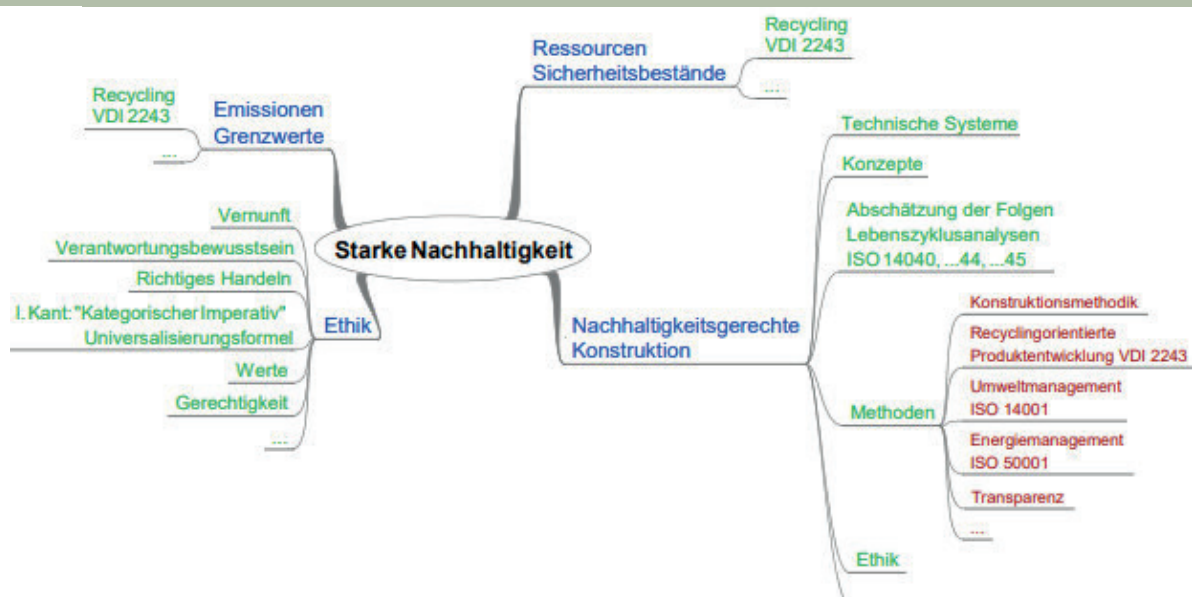 Starke Nachhaltigkeit
Ressourcen
Sicherheitsbestände
Recycling
VDI 2243
...
Emissionen
Grenzwerte
Recycling
VDI 2243
...
Ethik
Vernunft
Verantwortungsbewusstsein
Richtiges Handeln
I. Kant: "Kategorischer Imperativ"
Universalisierungsformel
Werte
Gerechtigkeit
...
Nachhaltigkeitsgerechte
Konstruktion
Technische Systeme
Konzepte
Abschätzung der Folgen
Lebenszyklusanalysen
ISO 14040, ...44, ...45
Methoden
Konstruktionsmethodik
Recyclingorientierte
Produktentwicklung VDI 2243
Umweltmanagement
ISO 14001
Energiemanagement
ISO 50001
Transparenz
...
Ethik